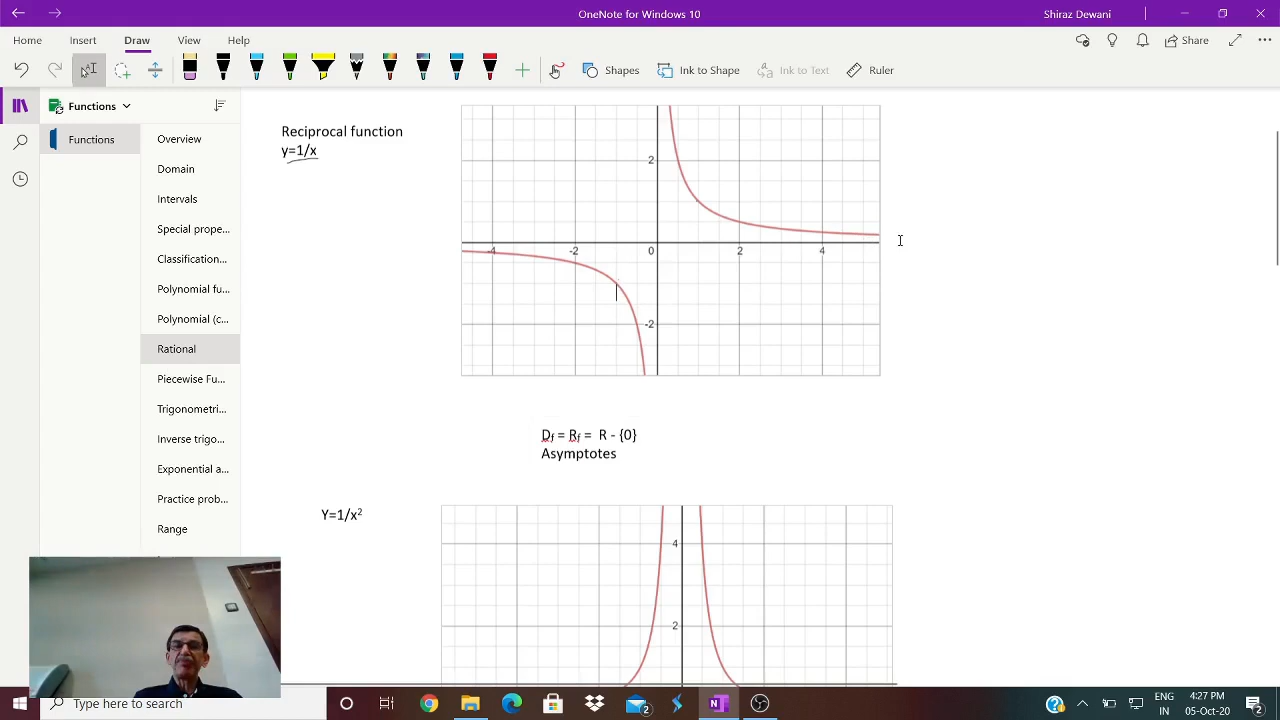 OneNote for Windows 10
Shiraz Dewani
Home Insert Draw View Help
Share
Shapes Ink to Shape Ink to Text Ruler
Functions
Functions
Overview
Domain
Intervals
Special prope...
Classification...
Polynomial fu...
Polynomial (c...
Rational
Piecewise Fu...
Trigonometri...
Inverse trigo...
Exponential a...
Practice prob...
Range
Reciprocal function
y=1/x
2
-4 -2 0 2 4
-2
Df = Rf = R - {0}
Asymptotes
Y=1/x²
4
2
Type here to search
2
ENG
IN
4:27 PM
05-Oct-20
2